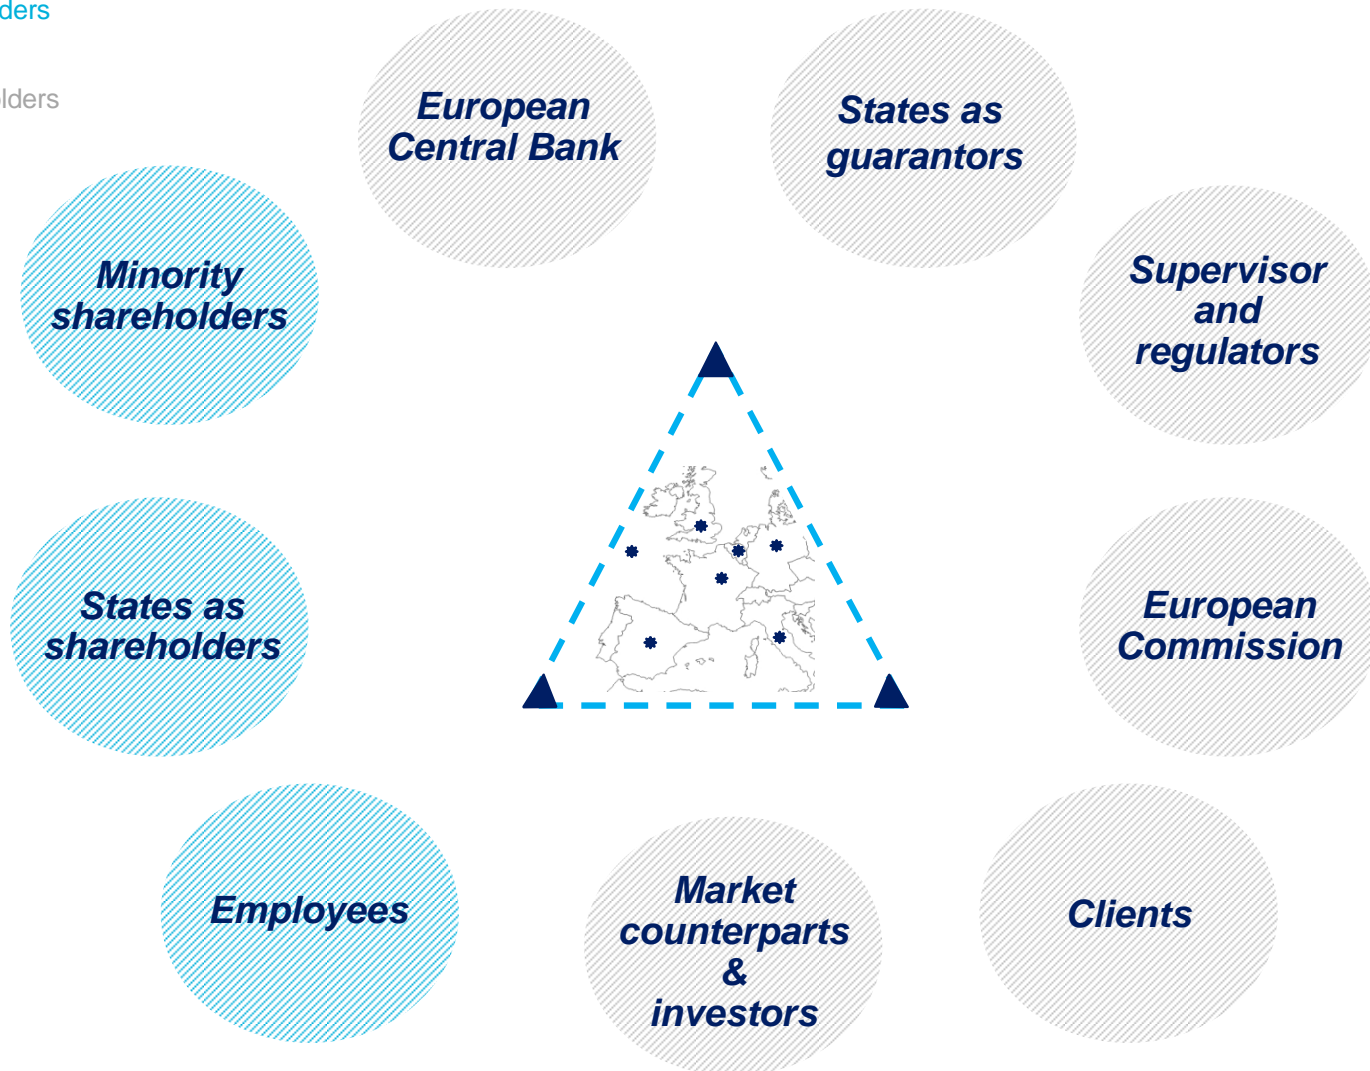 ders
lders
European
Central Bank
States as
guarantors
Minority
shareholders
Supervisor
and
regulators
States as
shareholders
European
Commission
Employees
Market
counterparts
&
investors
Clients